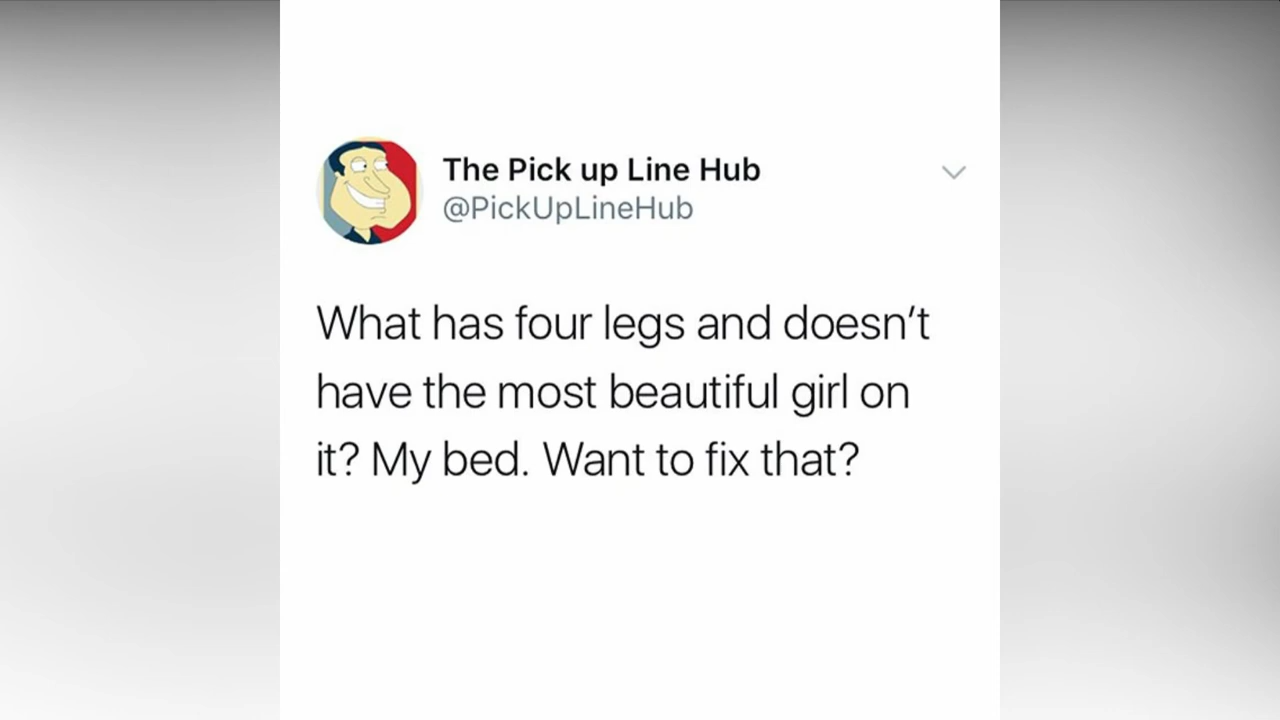 The Pick up Line Hub
@PickUpLineHub
What has four legs and doesn’t
have the most beautiful girl on
it? My bed. Want to fix that?